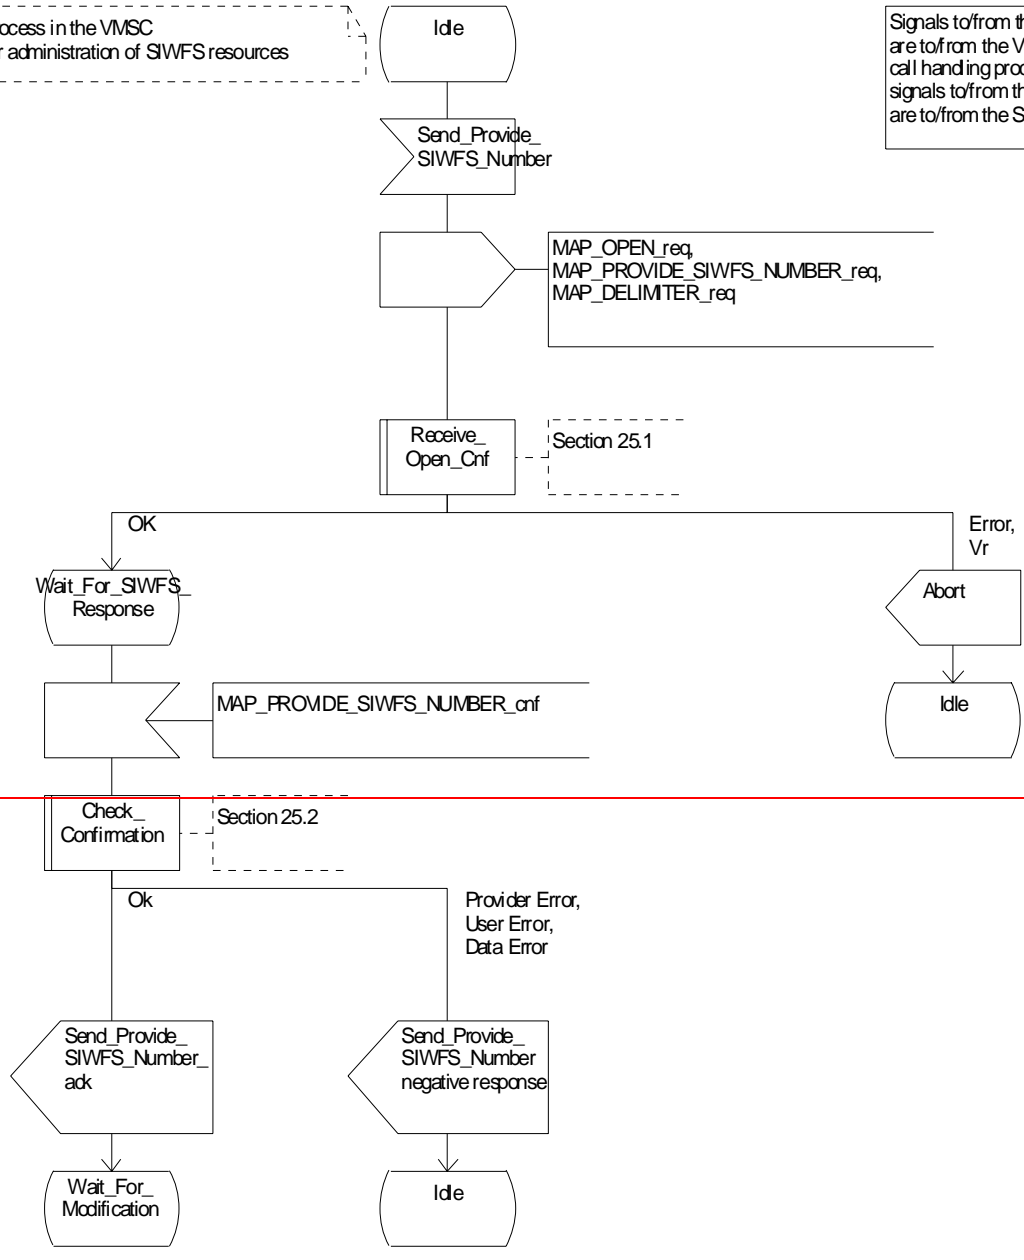 ocess in the VMSC
r administration of SIWFS resources
Idle
Signals to/from th
are to/from the V
call handling proc
signals to/from th
are to/from the S
Send_Provide_
SIWFS_Number
MAP_OPEN_req,
MAP_PROVIDE_SIWFS_NUMBER_req,
MAP_DELIMITER_req
Receive_
Open_Cnf
Section 25.1
OK
Error,
Vr
Wait_For_SIWFS_
Response
Abort
MAP_PROVIDE_SIWFS_NUMBER_cnf
Idle
Check_
Confirmation
Section 25.2
Ok
Provider Error,
User Error,
Data Error
Send_Provide_
SIWFS_Number_
ack
Send_Provide_
SIWFS_Number
negative response
Wait_For_
Modification
Idle